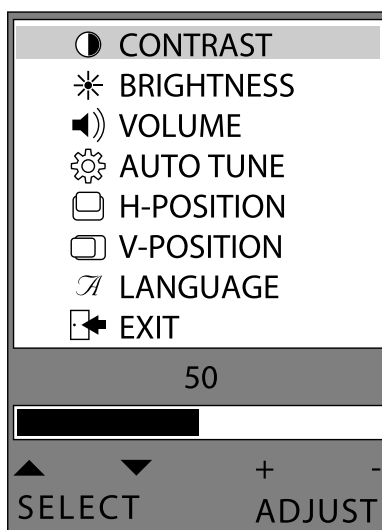 CONTRAST
BRIGHTNESS
VOLUME
AUTO TUNE
H-POSITION
V-POSITION
𝒜 LANGUAGE
EXIT
50
+ -
SELECT ADJUST